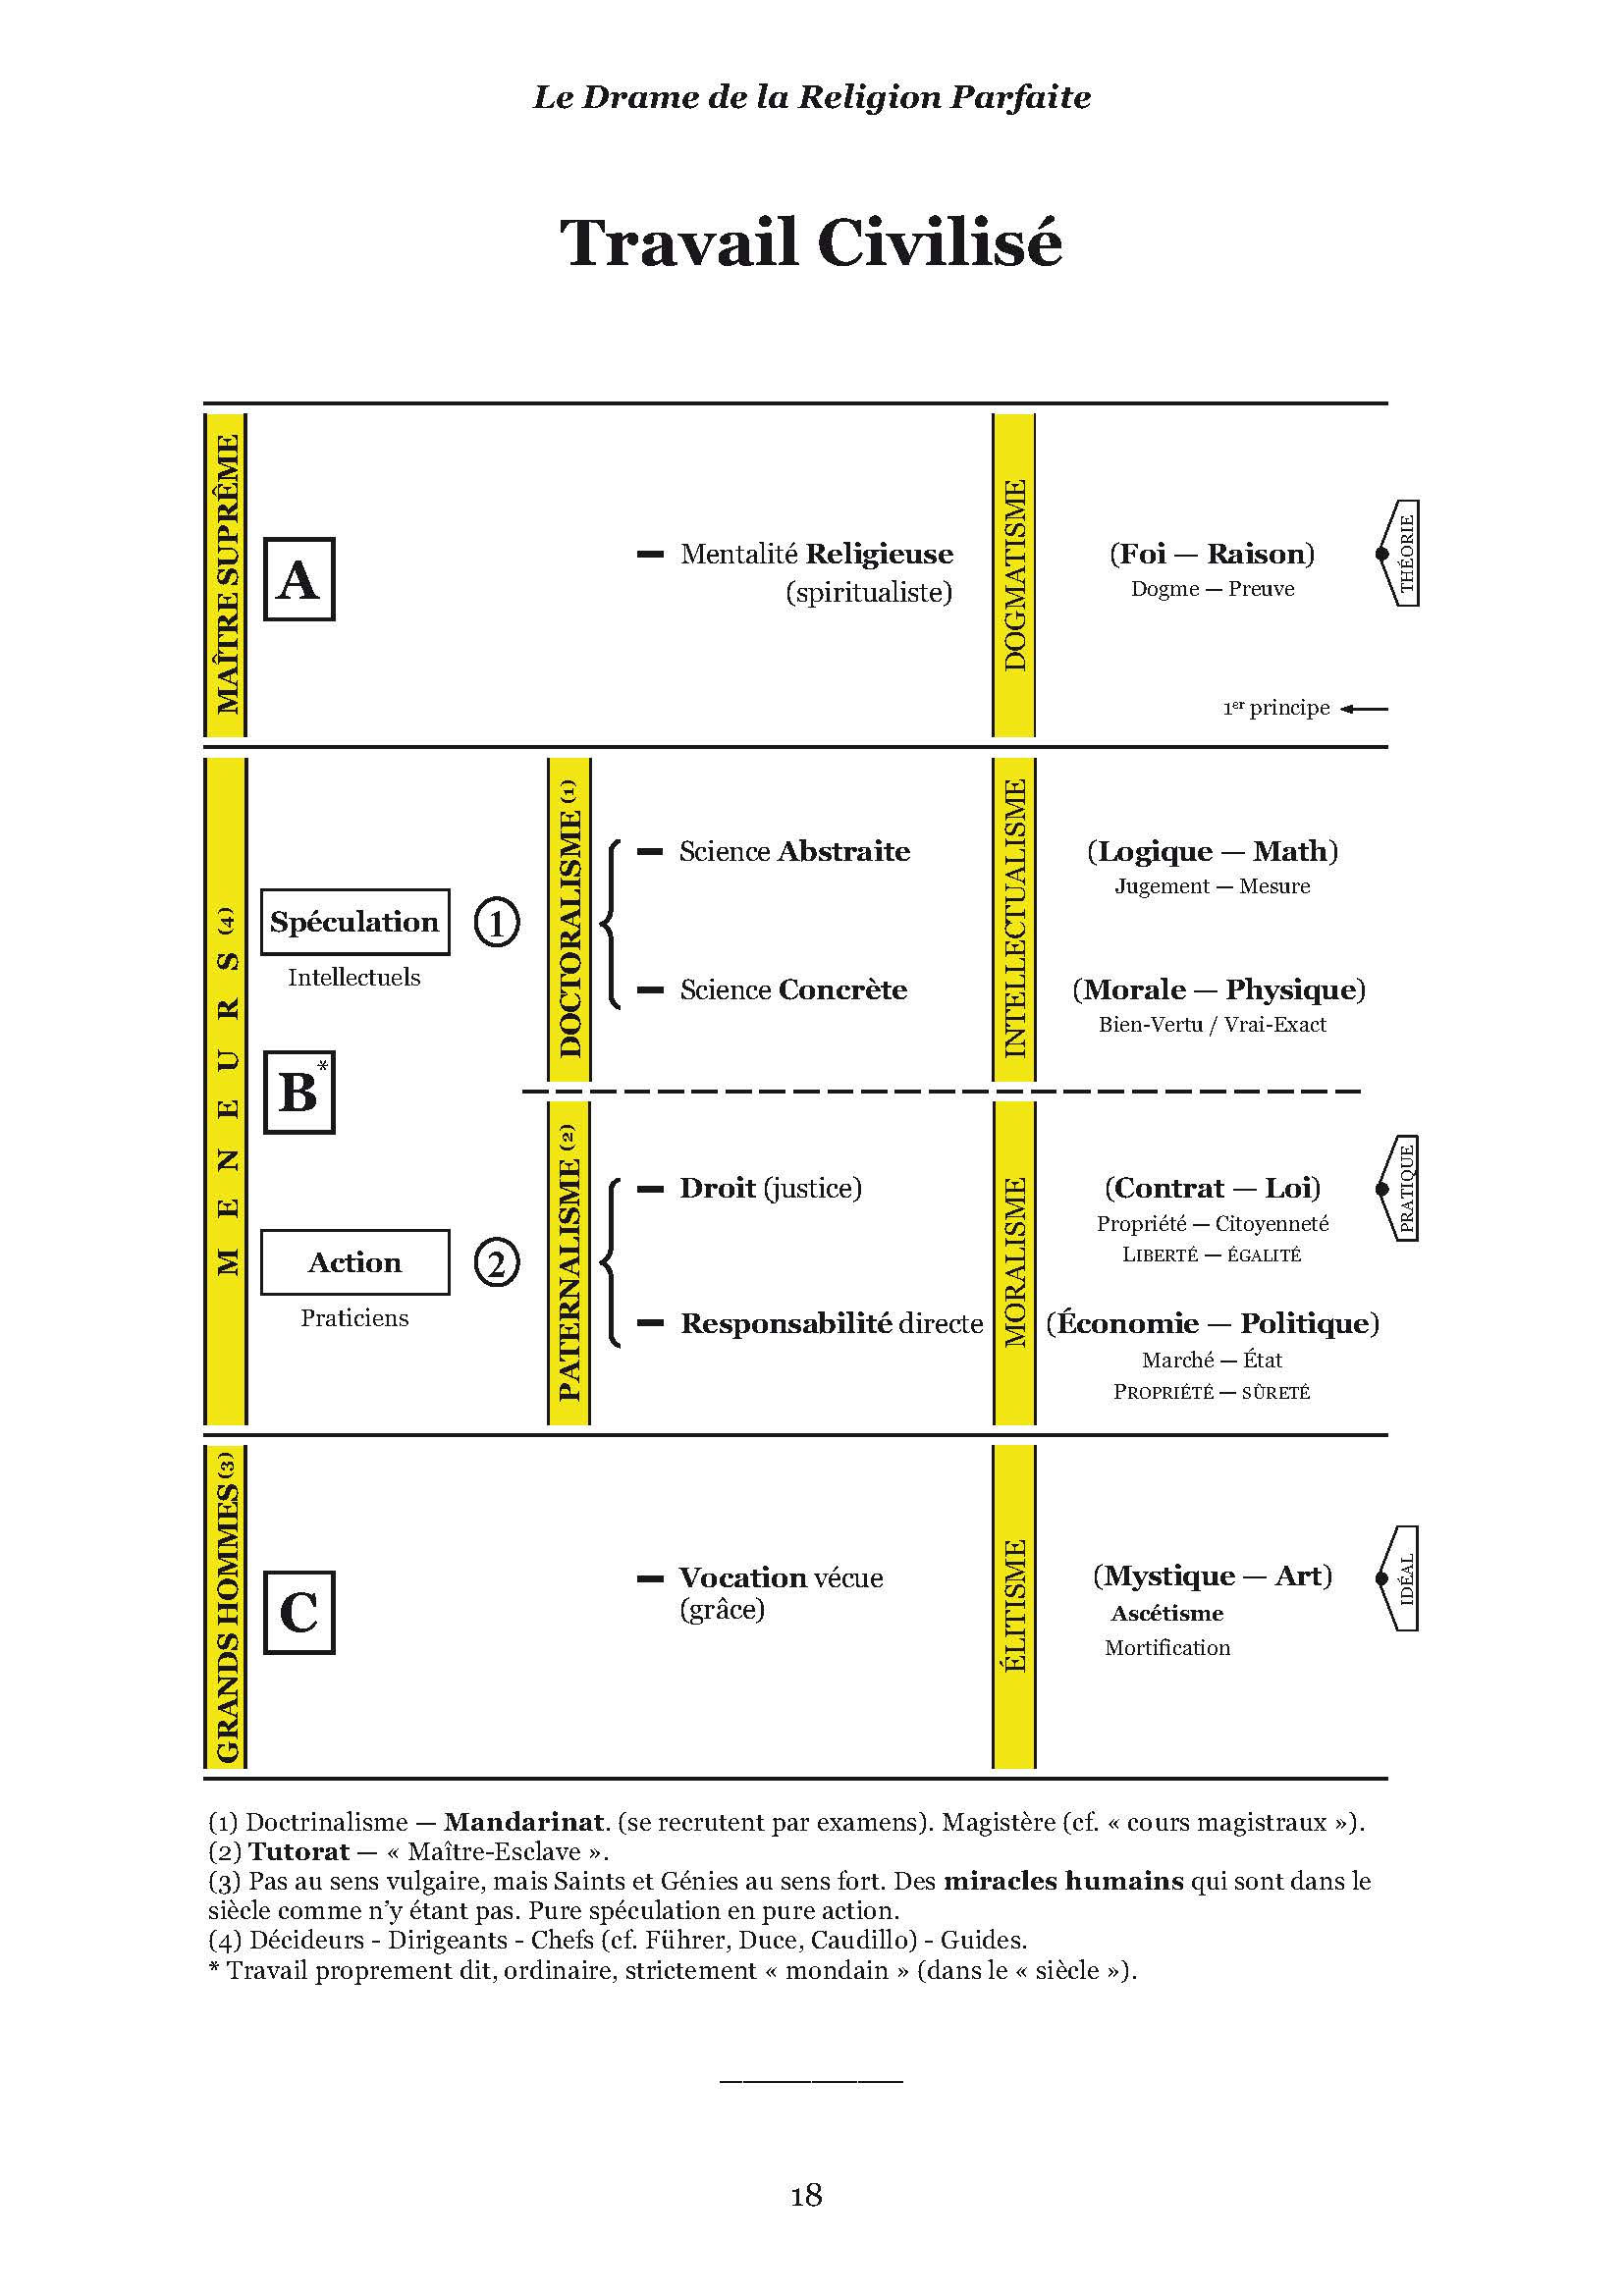 Le Drame de la Religion Parfaite
Travail Civilisé
MAÎTRE SUPRÊME
A
— Mentalité Religieuse
(spiritualiste)
DOGMATISME
(Foi — Raison)
Dogme — Preuve
THÉORIE
1er principe
MENEURS (4)
Spéculation
Intellectuels
1
DOCTORALISME (1)
— Science Abstraite
— Science Concrète
INTELLECTUALISME
(Logique — Math)
Jugement — Mesure
(Morale — Physique)
Bien-Vertu / Vrai-Exact
B*
Action
Praticiens
2
PATERNALISME (2)
— Droit (justice)
— Responsabilité directe
MORALISME
(Contrat — Loi)
Propriété — Citoyenneté
LIBERTÉ — ÉGALITÉ
PRATIQUE
(Économie — Politique)
Marché — État
PROPRIÉTÉ — SÛRETÉ
GRANDS HOMMES (3)
C
— Vocation vécue
(grâce)
ÉLITISME
(Mystique — Art)
Ascétisme
Mortification
IDÉAL
(1) Doctrinalisme — Mandarinat. (se recrutent par examens). Magistère (cf. « cours magistraux »).
(2) Tutorat — « Maître-Esclave ».
(3) Pas au sens vulgaire, mais Saints et Génies au sens fort. Des miracles humains qui sont dans le
siècle comme n’y étant pas. Pure spéculation en pure action.
(4) Décideurs - Dirigeants - Chefs (cf. Führer, Duce, Caudillo) - Guides.
* Travail proprement dit, ordinaire, strictement « mondain » (dans le « siècle »).
18